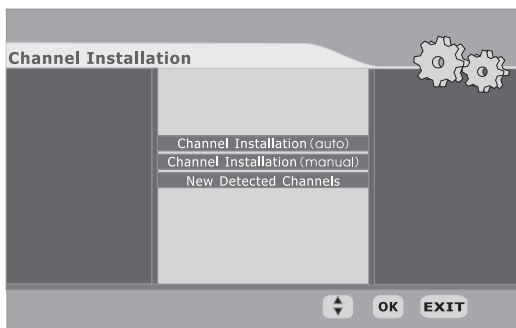 Channel Installation
Channel Installation (auto)
Channel Installation (manual)
New Detected Channels
OK EXIT